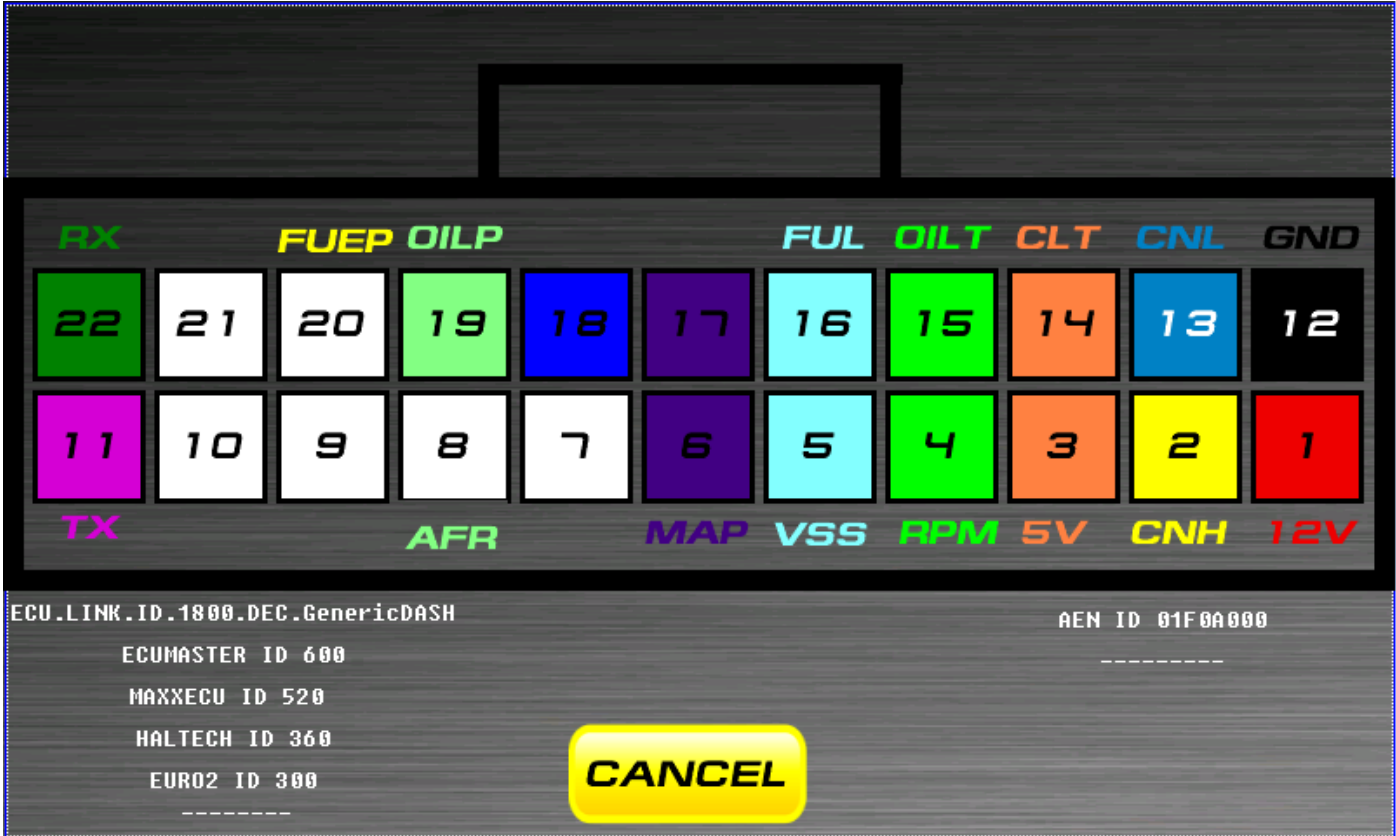 RX FUEP OILP FUL OILT CLT CNL GND
22 21 20 19 18 17 16 15 14 13 12
11 10 9 8 7 6 5 4 3 2 1
TX AFR MAP VSS RPM 5V CNH 12V
ECU.LINK.ID.1800.DEC.GenericDASH
AEN ID 01F0A000
ECUMASTER ID 600
---------
MAXXECU ID 520
HALTECH ID 360
EURO2 ID 300
--------
CANCEL